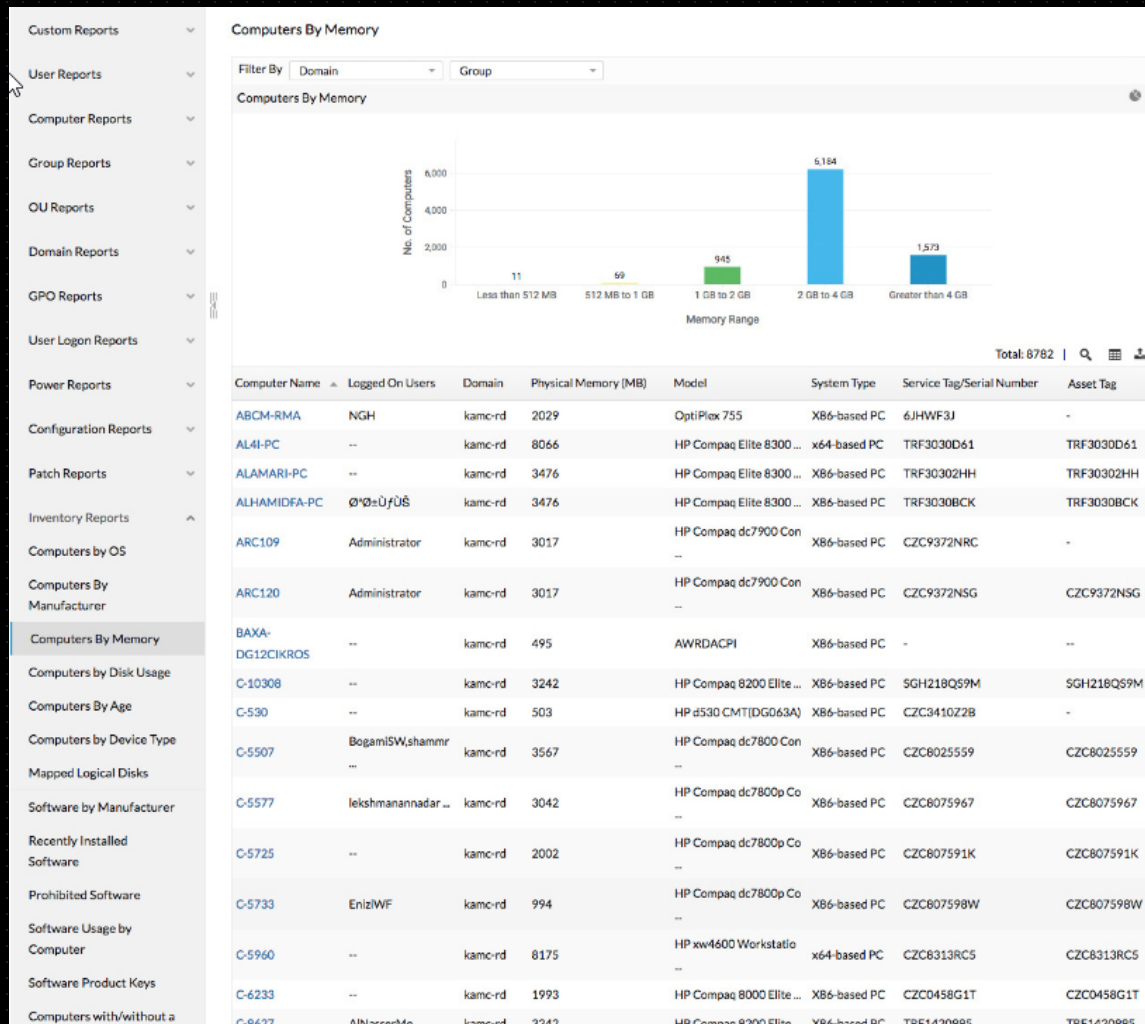 Custom Reports
User Reports
Computer Reports
Group Reports
OU Reports
Domain Reports
GPO Reports
User Logon Reports
Power Reports
Configuration Reports
Patch Reports
Inventory Reports
Computers by OS
Computers By
Manufacturer
Computers By Memory
Computers by Disk Usage
Computers By Age
Computers by Device Type
Mapped Logical Disks
Software by Manufacturer
Recently Installed
Software
Prohibited Software
Software Usage by
Computer
Software Product Keys
Computers with/without a
Computers By Memory
Filter By Domain Group
Computers By Memory
No. of Computers
6,000
4,000
2,000
0
11
69
945
6,184
1,573
Less than 512 MB 512 MB to 1 GB 1 GB to 2 GB 2 GB to 4 GB Greater than 4 GB
Memory Range
Total: 8782 |
Computer Name Logged On Users Domain Physical Memory (MB) Model System Type Service Tag/Serial Number Asset Tag
ABCM-RMA NGH kamc-rd 2029 OptiPlex 755 X86-based PC 6JHWF3J -
AL4I-PC -- kamc-rd 8066 HP Compaq Elite 8300 ... x64-based PC TRF3030D61 TRF3030D61
ALAMARI-PC -- kamc-rd 3476 HP Compaq Elite 8300 ... X86-based PC TRF30302HH TRF30302HH
ALHAMIDFA-PC ØªØ±ÙƒÙŠ kamc-rd 3476 HP Compaq Elite 8300 ... X86-based PC TRF3030BCK TRF3030BCK
ARC109 Administrator kamc-rd 3017 HP Compaq dc7900 Con ... X86-based PC CZC9372NRC -
ARC120 Administrator kamc-rd 3017 HP Compaq dc7900 Con ... X86-based PC CZC9372NSG CZC9372NSG
BAXA-
DG12CIKROS -- kamc-rd 495 AWRDACPI X86-based PC - --
C-10308 -- kamc-rd 3242 HP Compaq 8200 Elite ... X86-based PC SGH218QS9M SGH218QS9M
C-530 -- kamc-rd 503 HP d530 CMT(DG063A) X86-based PC CZC3410Z2B -
C-5507 BogamiSW,shammr ... kamc-rd 3567 HP Compaq dc7800 Con ... X86-based PC CZC8025559 CZC8025559
C-5577 lekshmanannadar ... kamc-rd 3042 HP Compaq dc7800p Co ... X86-based PC CZC8075967 CZC8075967
C-5725 -- kamc-rd 2002 HP Compaq dc7800p Co ... X86-based PC CZC807591K CZC807591K
C-5733 EniziWF kamc-rd 994 HP Compaq dc7800p Co ... X86-based PC CZC807598W CZC807598W
C-5960 -- kamc-rd 8175 HP xw4600 Workstatio ... x64-based PC CZC8313RC5 CZC8313RC5
C-6233 -- kamc-rd 1993 HP Compaq 8000 Elite ... X86-based PC CZC0458G1T CZC0458G1T
C-9627 AlNasserMo kamc-rd 3242 HP Compaq 8200 Elite X86-based PC TRF1420895 TRF1420895